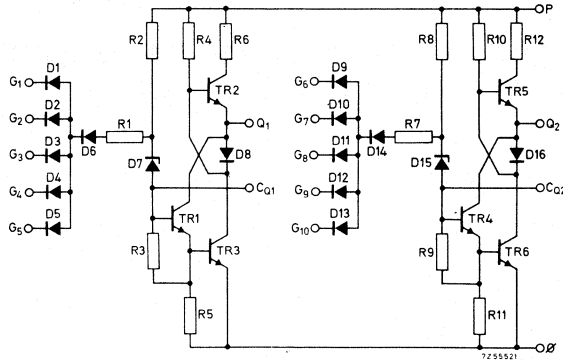 P
R2 R4 R6 R8 R10 R12
D1 D9
G1 G6
TR2 TR5
D2 D10
G2 R1 Q1 G7 R7 Q2
D3 D6 D11 D14
G3 D7 D8 G8 D15 D16
D4 D12
G4 CQ1 G9 CQ2
D5 TR1 D13 TR4
G5 R3 TR3 G10 R9 TR6
R5 R11
Ø
7Z55521